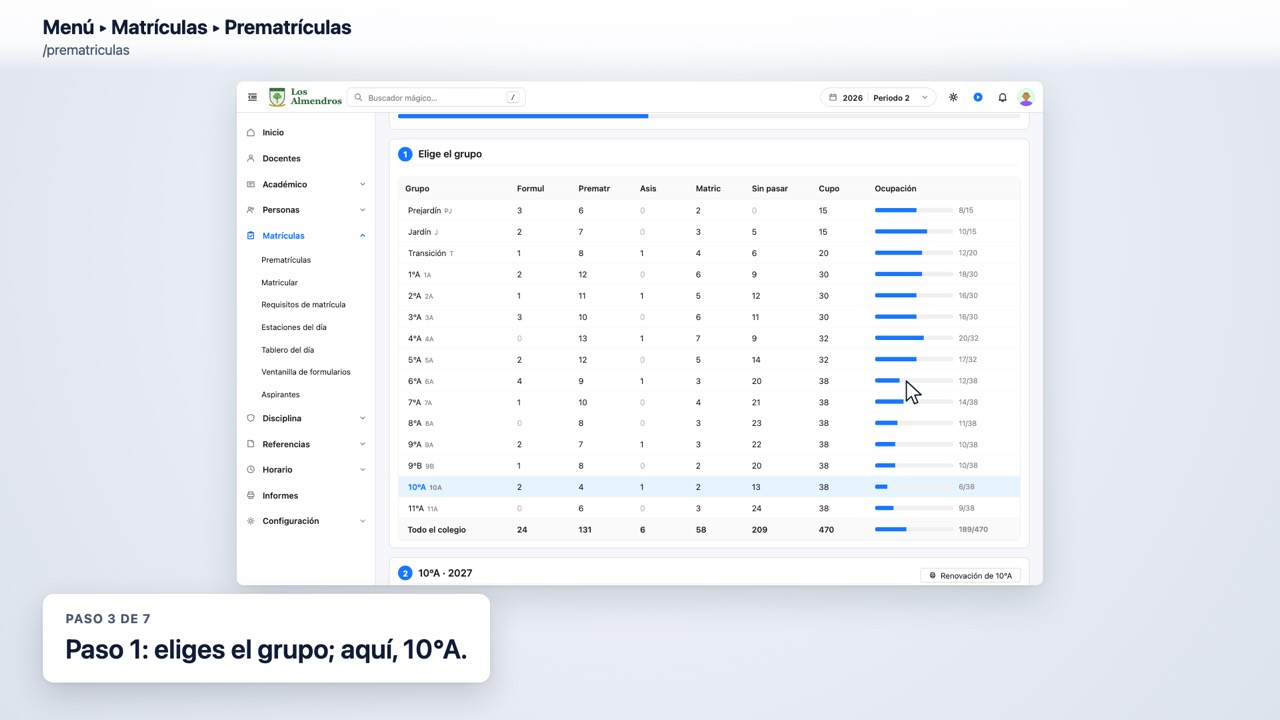 Menú ▸ Matrículas ▸ Prematrículas
/prematriculas
Los Almendros
Buscador mágico... /
2026 Periodo 2
Inicio
Docentes
Académico
Personas
Matrículas
Prematrículas
Matricular
Requisitos de matrícula
Estaciones del día
Tablero del día
Ventanilla de formularios
Aspirantes
Disciplina
Referencias
Horario
Informes
Configuración
1 Elige el grupo
Grupo Formul Prematr Asis Matric Sin pasar Cupo Ocupación
Prejardín PJ 3 6 0 2 0 15 8/15
Jardín J 2 7 0 3 5 15 10/15
Transición T 1 8 1 4 6 20 12/20
1°A 1A 2 12 0 6 9 30 18/30
2°A 2A 1 11 1 5 12 30 16/30
3°A 3A 3 10 0 6 11 30 16/30
4°A 4A 0 13 1 7 9 32 20/32
5°A 5A 2 12 0 5 14 32 17/32
6°A 6A 4 9 1 3 20 38 12/38
7°A 7A 1 10 0 4 21 38 14/38
8°A 8A 0 8 0 3 23 38 11/38
9°A 9A 2 7 1 3 22 38 10/38
9°B 9B 1 8 0 2 20 38 10/38
10°A 10A 2 4 1 2 13 38 6/38
11°A 11A 0 6 0 3 24 38 9/38
Todo el colegio 24 131 6 58 209 470 189/470
2 10°A · 2027
Renovación de 10°A
PASO 3 DE 7
Paso 1: eliges el grupo; aquí, 10°A.